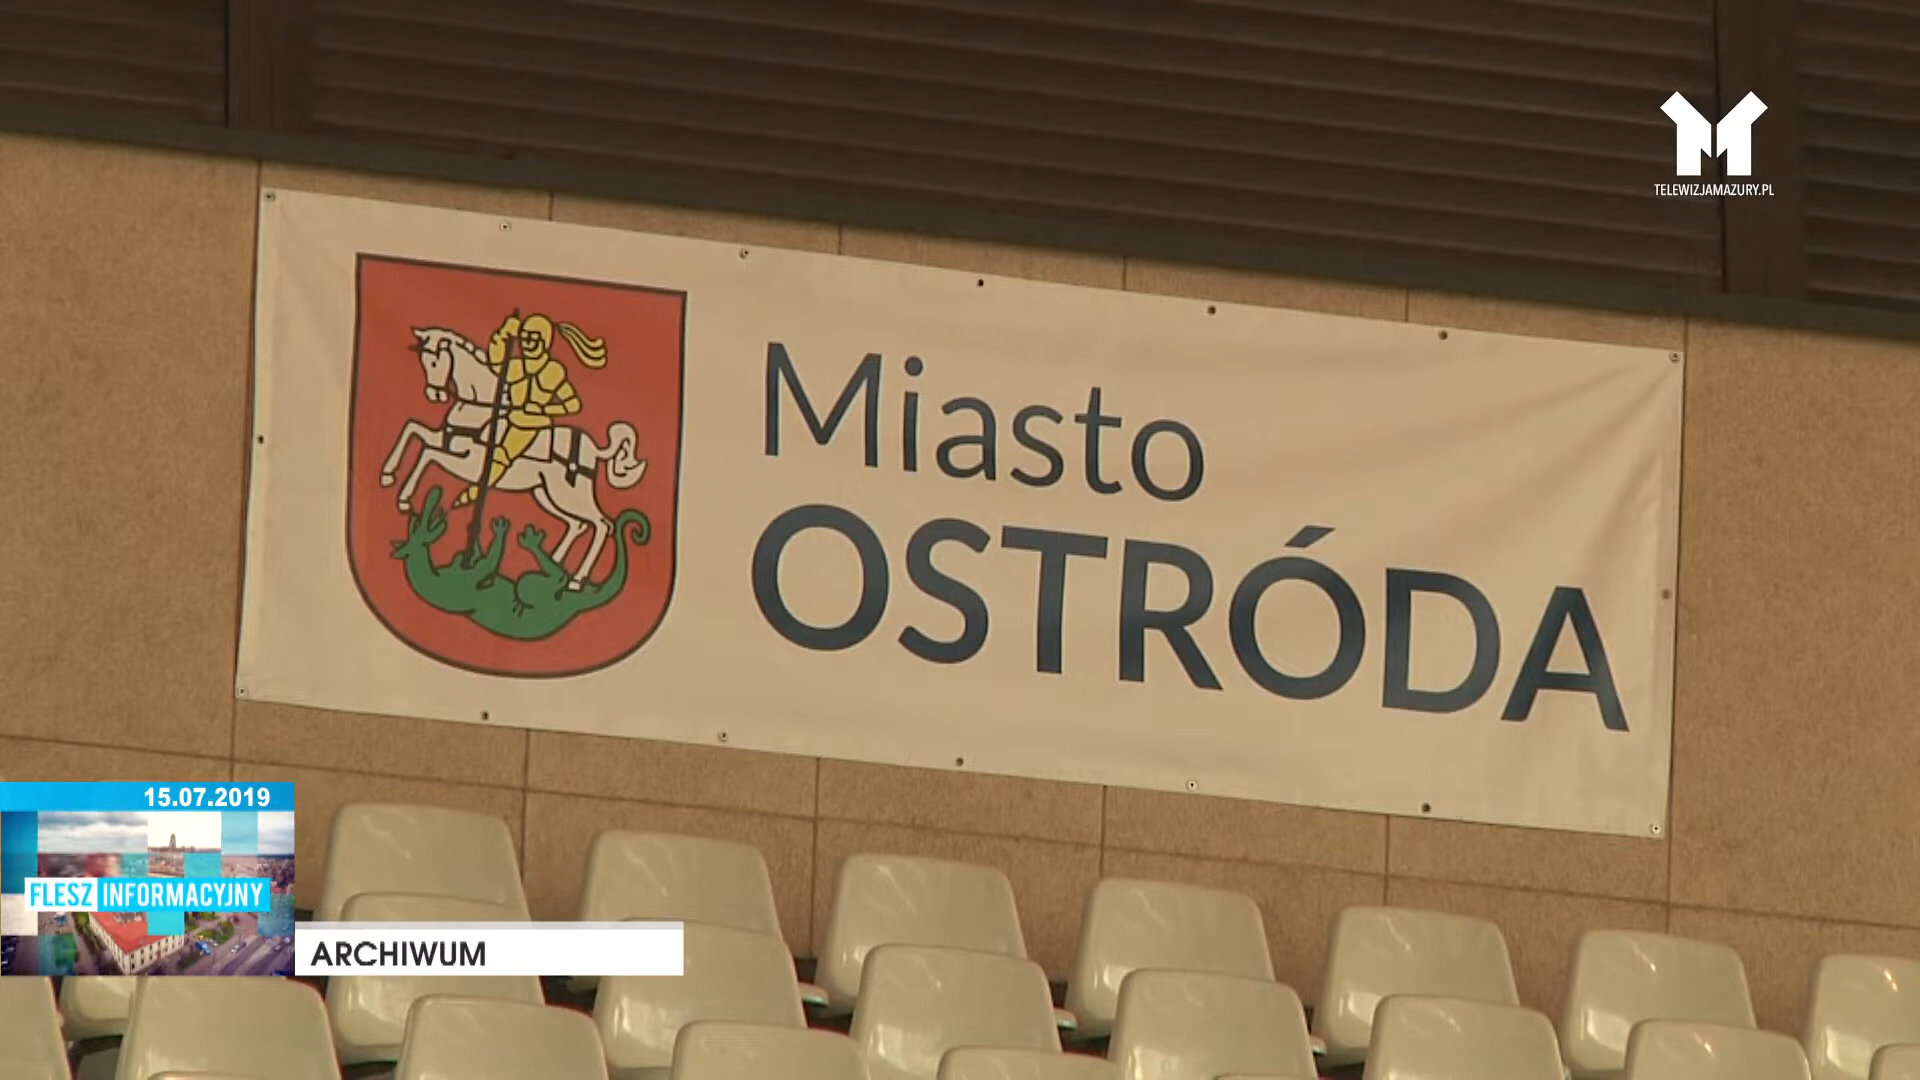 TELEWIZJAMAZURY.PL
Miasto
OSTRÓDA
15.07.2019
FLESZ INFORMACYJNY
ARCHIWUM